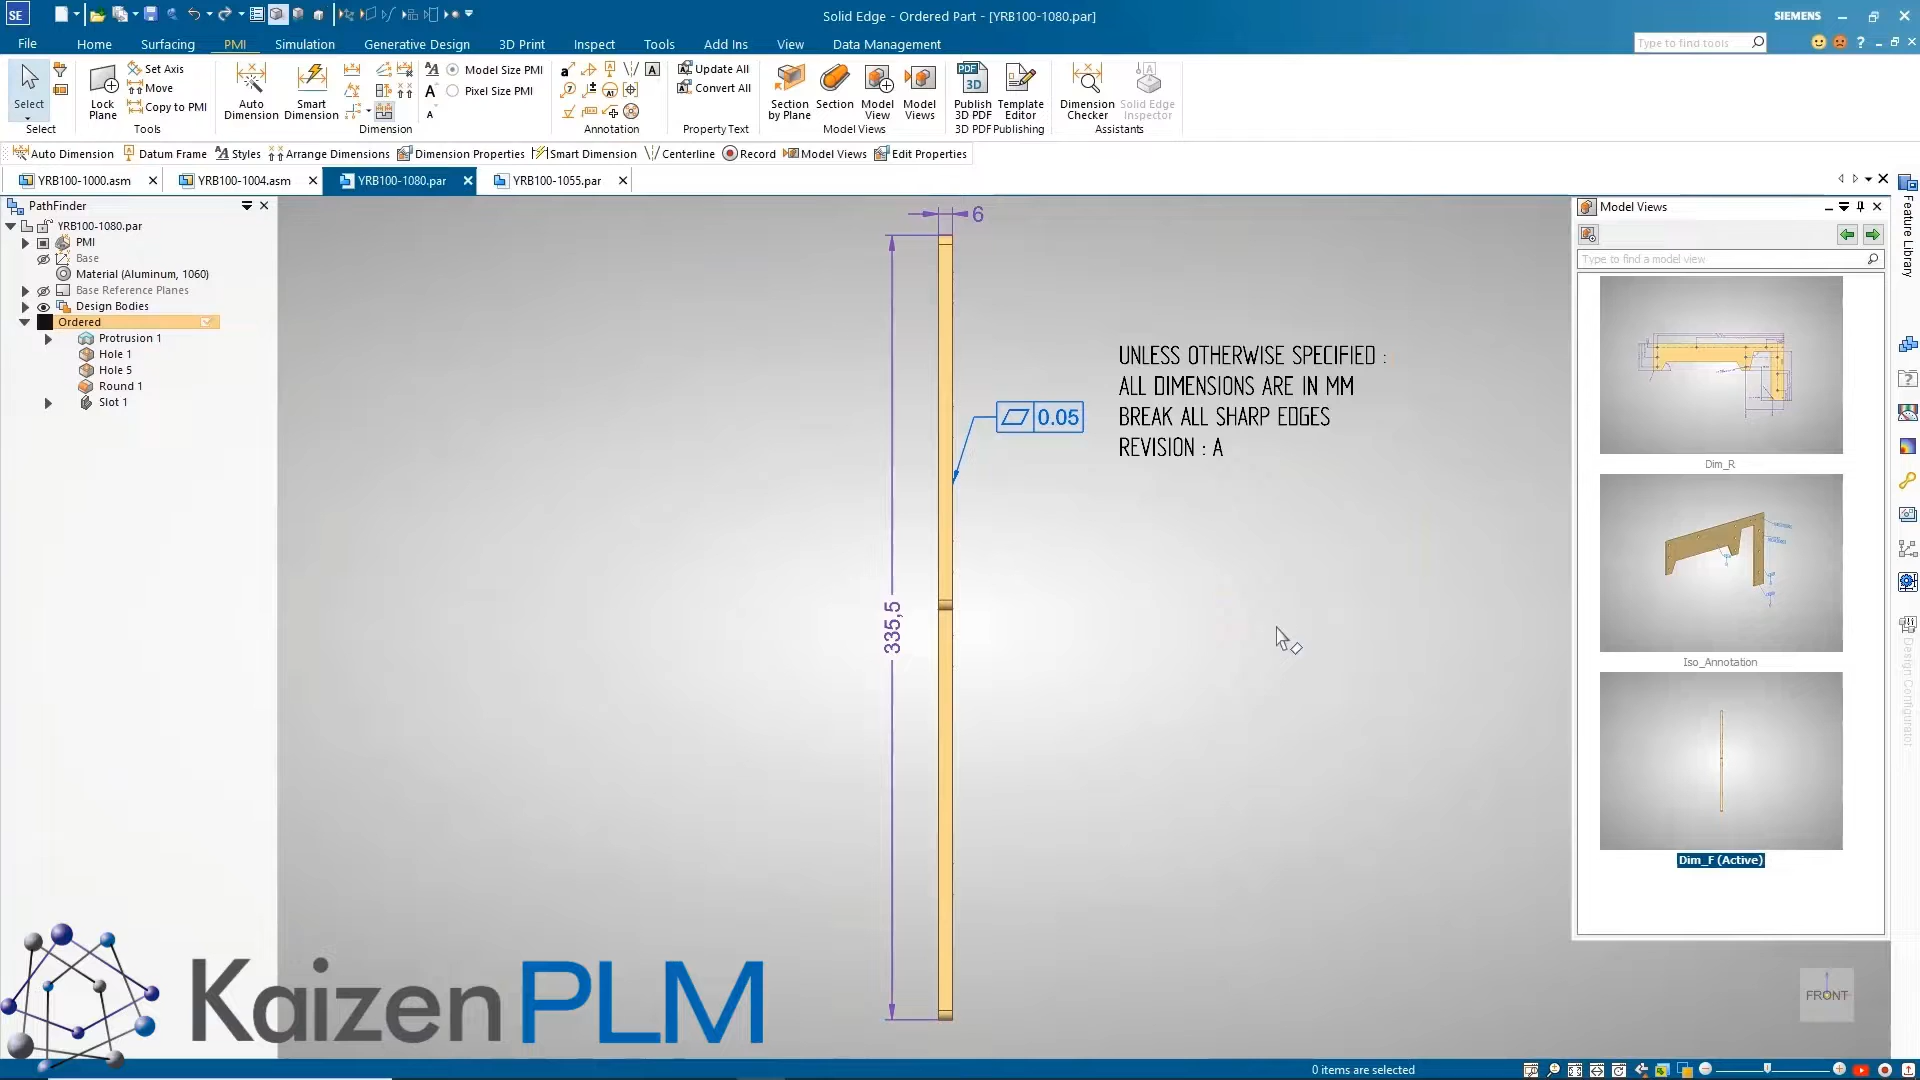 SE
Solid Edge - Ordered Part - [YRB100-1080.par]
SIEMENS
File Home Surfacing PMI Simulation Generative Design 3D Print Inspect Tools Add Ins View Data Management
Type to find tools
Select
Select
Lock Plane
Set Axis
Move
Copy to PMI
Tools
Auto Dimension
Smart Dimension
Model Size PMI
Pixel Size PMI
Dimension
Annotation
Update All
Convert All
Property Text
Section by Plane
Section
Model View
Model Views
Model Views
PDF
3D
Publish 3D PDF
Template Editor
3D PDF Publishing
Dimension Checker
Solid Edge Inspector
Assistants
Auto Dimension Datum Frame Styles Arrange Dimensions Dimension Properties Smart Dimension Centerline Record Model Views Edit Properties
YRB100-1000.asm YRB100-1004.asm YRB100-1080.par YRB100-1055.par
PathFinder
YRB100-1080.par
PMI
Base
Material (Aluminum, 1060)
Base Reference Planes
Design Bodies
Ordered
Protrusion 1
Hole 1
Hole 5
Round 1
Slot 1
6
335,5
0.05
UNLESS OTHERWISE SPECIFIED :
ALL DIMENSIONS ARE IN MM
BREAK ALL SHARP EDGES
REVISION : A
Model Views
Type to find a model view
Dim_R
Iso_Annotation
Dim_F (Active)
Feature Library
Design Configurator
FRONT
KaizenPLM
0 items are selected